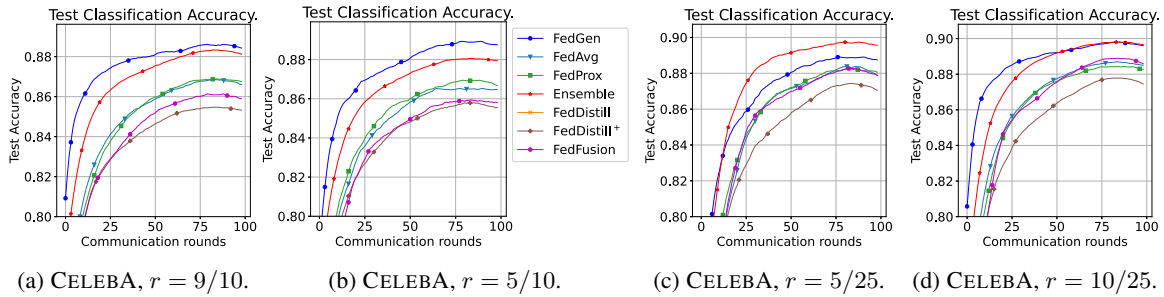 Test Classification Accuracy.
Test Accuracy
0.88
0.86
0.84
0.82
0.80
0 25 50 75 100
Communication rounds
(a) CELEBA, r = 9/10.
Test Classification Accuracy.
Test Accuracy
0.88
0.86
0.84
0.82
0.80
0 25 50 75 100
Communication rounds
(b) CELEBA, r = 5/10.
FedGen
FedAvg
FedProx
Ensemble
FedDistill
FedDistill⁺
FedFusion
Test Classification Accuracy.
Test Accuracy
0.90
0.88
0.86
0.84
0.82
0.80
0 25 50 75 100
Communication rounds
(c) CELEBA, r = 5/25.
Test Classification Accuracy.
Test Accuracy
0.90
0.88
0.86
0.84
0.82
0.80
0 25 50 75 100
Communication rounds
(d) CELEBA, r = 10/25.